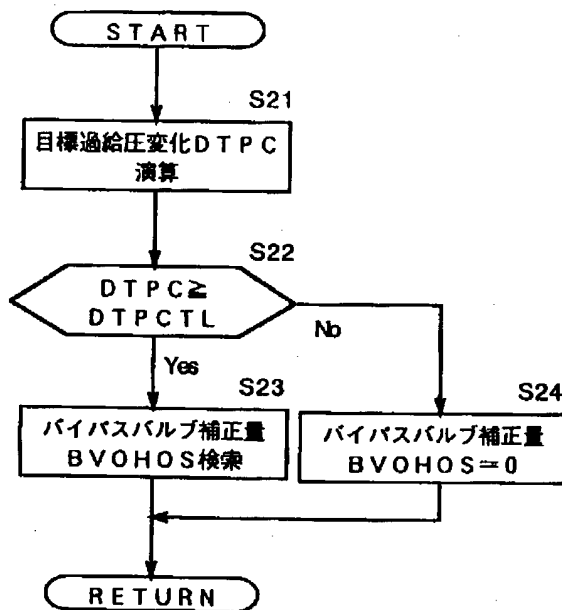 START
S21
目標過給圧変化DTPC
演算
S22
DTPC≧
DTPCTL
No
Yes
S23
バイパスバルブ補正量
BVOHOS検索
S24
バイパスバルブ補正量
BVOHOS=0
RETURN